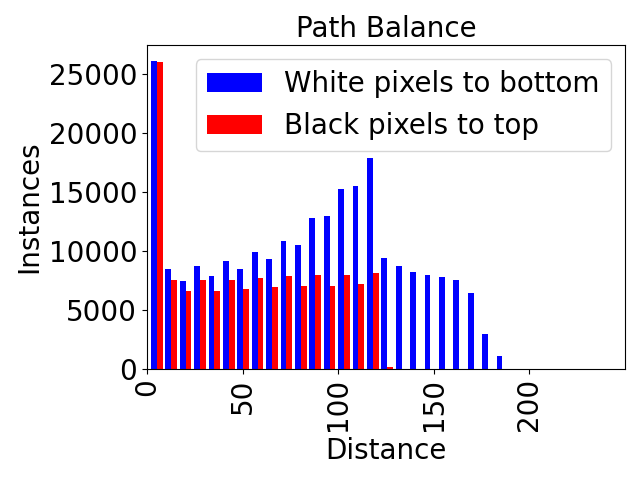 Path Balance
White pixels to bottom
Black pixels to top
Instances
25000
20000
15000
10000
5000
0
0
50
100
150
200
Distance